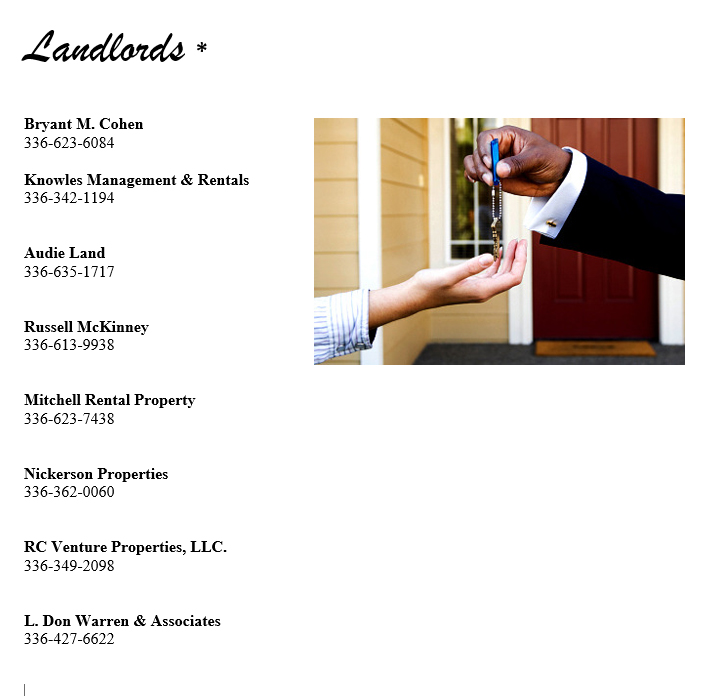 Landlords *
Bryant M. Cohen
336-623-6084
Knowles Management & Rentals
336-342-1194
Audie Land
336-635-1717
Russell McKinney
336-613-9938
Mitchell Rental Property
336-623-7438
Nickerson Properties
336-362-0060
RC Venture Properties, LLC.
336-349-2098
L. Don Warren & Associates
336-427-6622